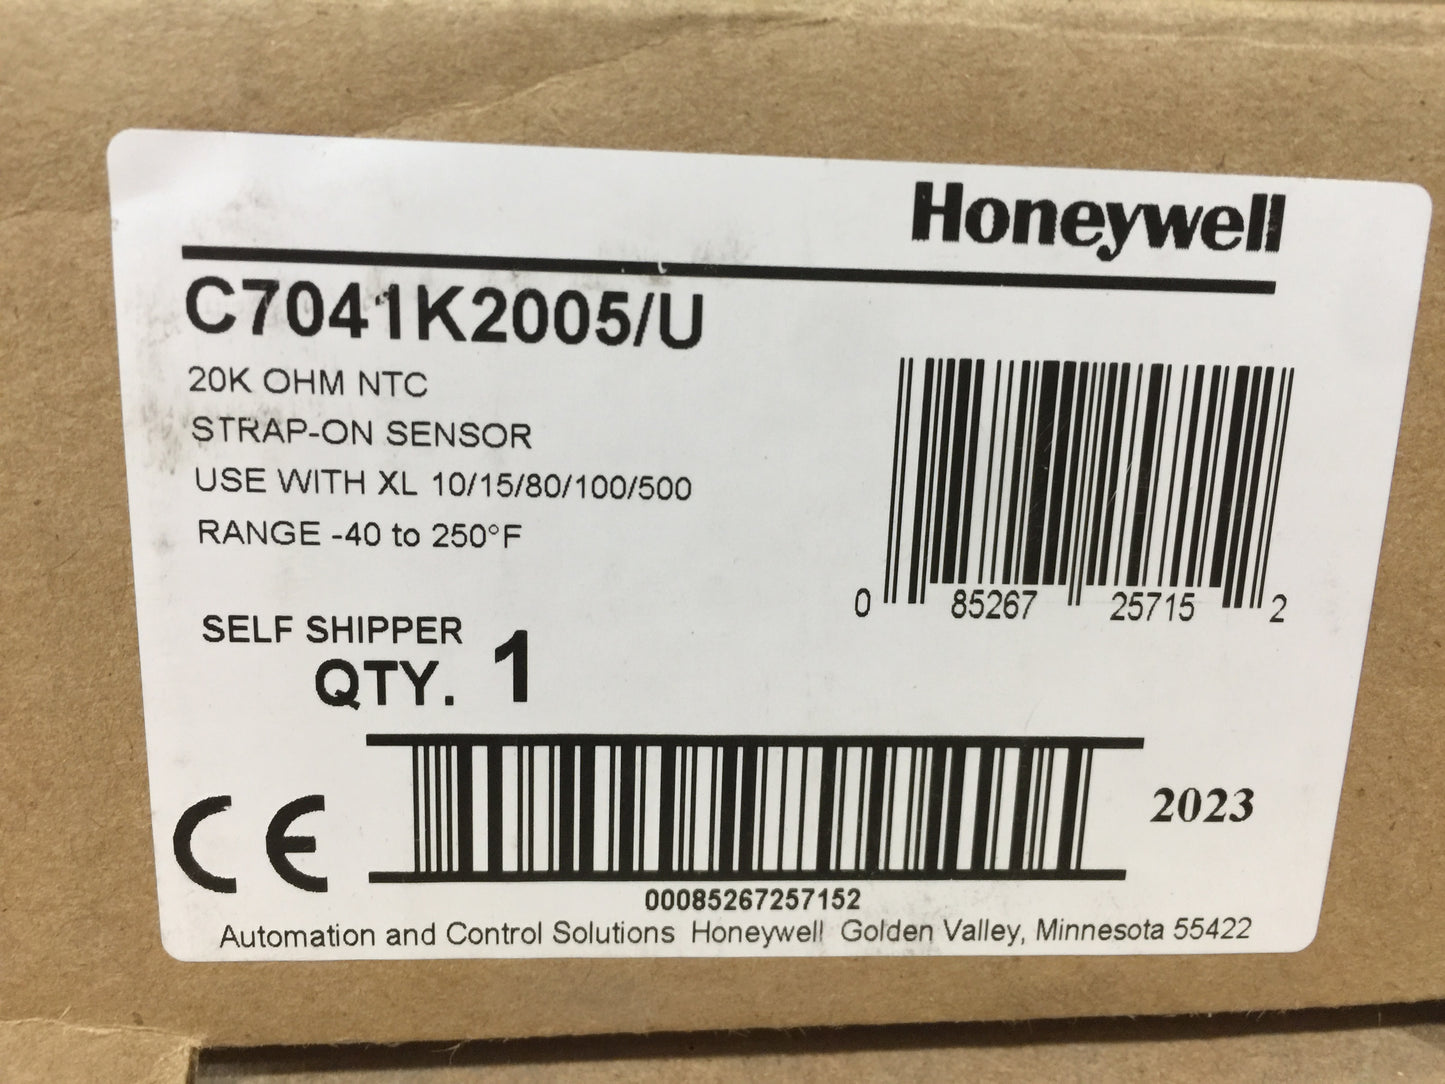 Honeywell
C7041K2005/U
20K OHM NTC
STRAP-ON SENSOR
USE WITH XL 10/15/80/100/500
RANGE -40 to 250°F
0 85267 25715 2
SELF SHIPPER
QTY. 1
CE
2023
00085267257152
Automation and Control Solutions Honeywell Golden Valley, Minnesota 55422